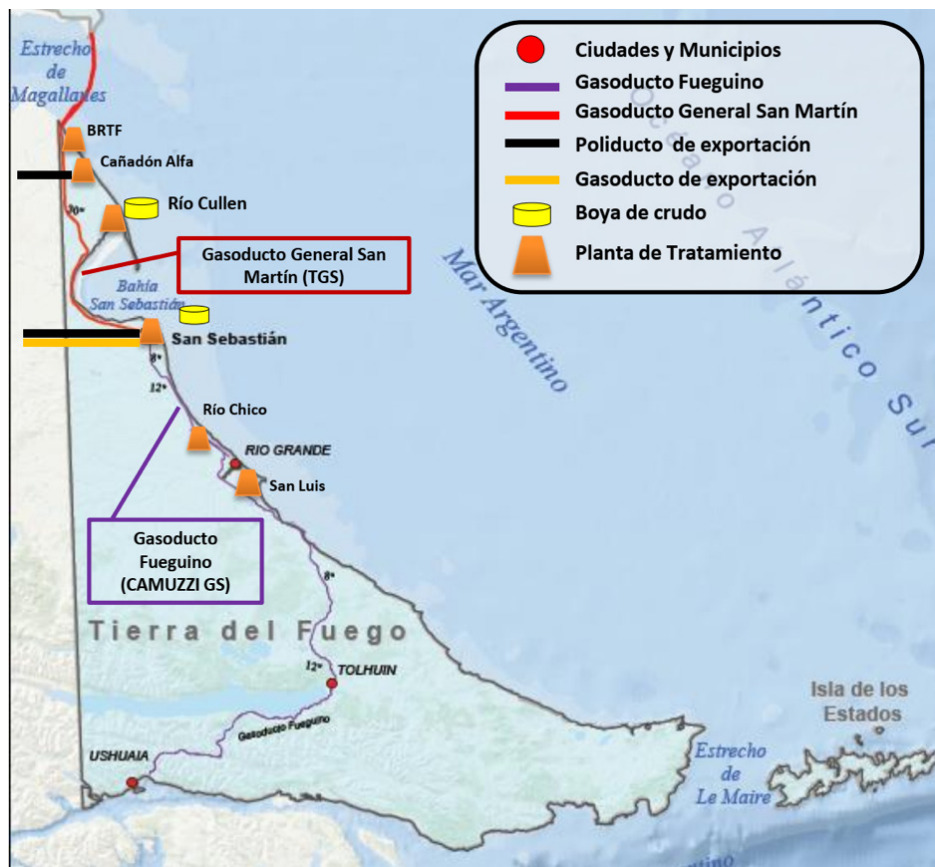 Estrecho
de
Magallanes
BRTF
Cañadón Alfa
Río Cullen
30"
Gasoducto General San
Martín (TGS)
Bahía
San Sebastián
San Sebastián
8"
12"
Río Chico
RIO GRANDE
San Luis
Gasoducto
Fueguino
(CAMUZZI GS)
8"
Tierra del Fuego
12"
TOLHUIN
Gasoducto Fueguino
USHUAIA
Ciudades y Municipios
Gasoducto Fueguino
Gasoducto General San Martín
Poliducto de exportación
Gasoducto de exportación
Boya de crudo
Planta de Tratamiento
Océano Atlántico Sur
Mar Argentino
Isla de los
Estados
Estrecho
de
Le Maire